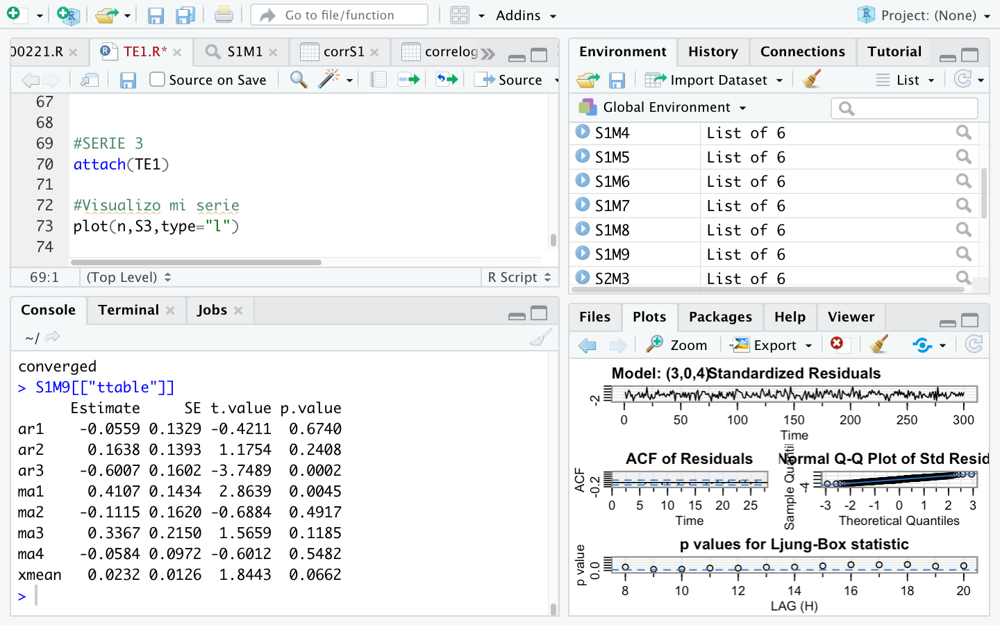 Go to file/function
Addins
Project: (None)
00221.R
TE1.R*
S1M1
corrS1
correlog
Source on Save
Source
67
68
69 #SERIE 3
70 attach(TE1)
71
72 #Visualizo mi serie
73 plot(n,S3,type="l")
74
69:1 (Top Level) R Script
Console Terminal Jobs
~/
converged
> S1M9[["ttable"]]
Estimate SE t.value p.value
ar1 -0.0559 0.1329 -0.4211 0.6740
ar2 0.1638 0.1393 1.1754 0.2408
ar3 -0.6007 0.1602 -3.7489 0.0002
ma1 0.4107 0.1434 2.8639 0.0045
ma2 -0.1115 0.1620 -0.6884 0.4917
ma3 0.3367 0.2150 1.5659 0.1185
ma4 -0.0584 0.0972 -0.6012 0.5482
xmean 0.0232 0.0126 1.8443 0.0662
>
Environment History Connections Tutorial
Import Dataset List
Global Environment
S1M4 List of 6
S1M5 List of 6
S1M6 List of 6
S1M7 List of 6
S1M8 List of 6
S1M9 List of 6
S2M3 List of 6
Files Plots Packages Help Viewer
Zoom Export
Model: (3,0,4) Standardized Residuals
-2
0 50 100 150 200 250 300
Time
ACF of Residuals
ACF
-0.2
0 5 10 15 20 25
Time
Normal Q-Q Plot of Std Resid
Sample Quantil
-4
-3 -2 -1 0 1 2 3
Theoretical Quantiles
p values for Ljung-Box statistic
p value
0.0
8 10 12 14 16 18 20
LAG (H)